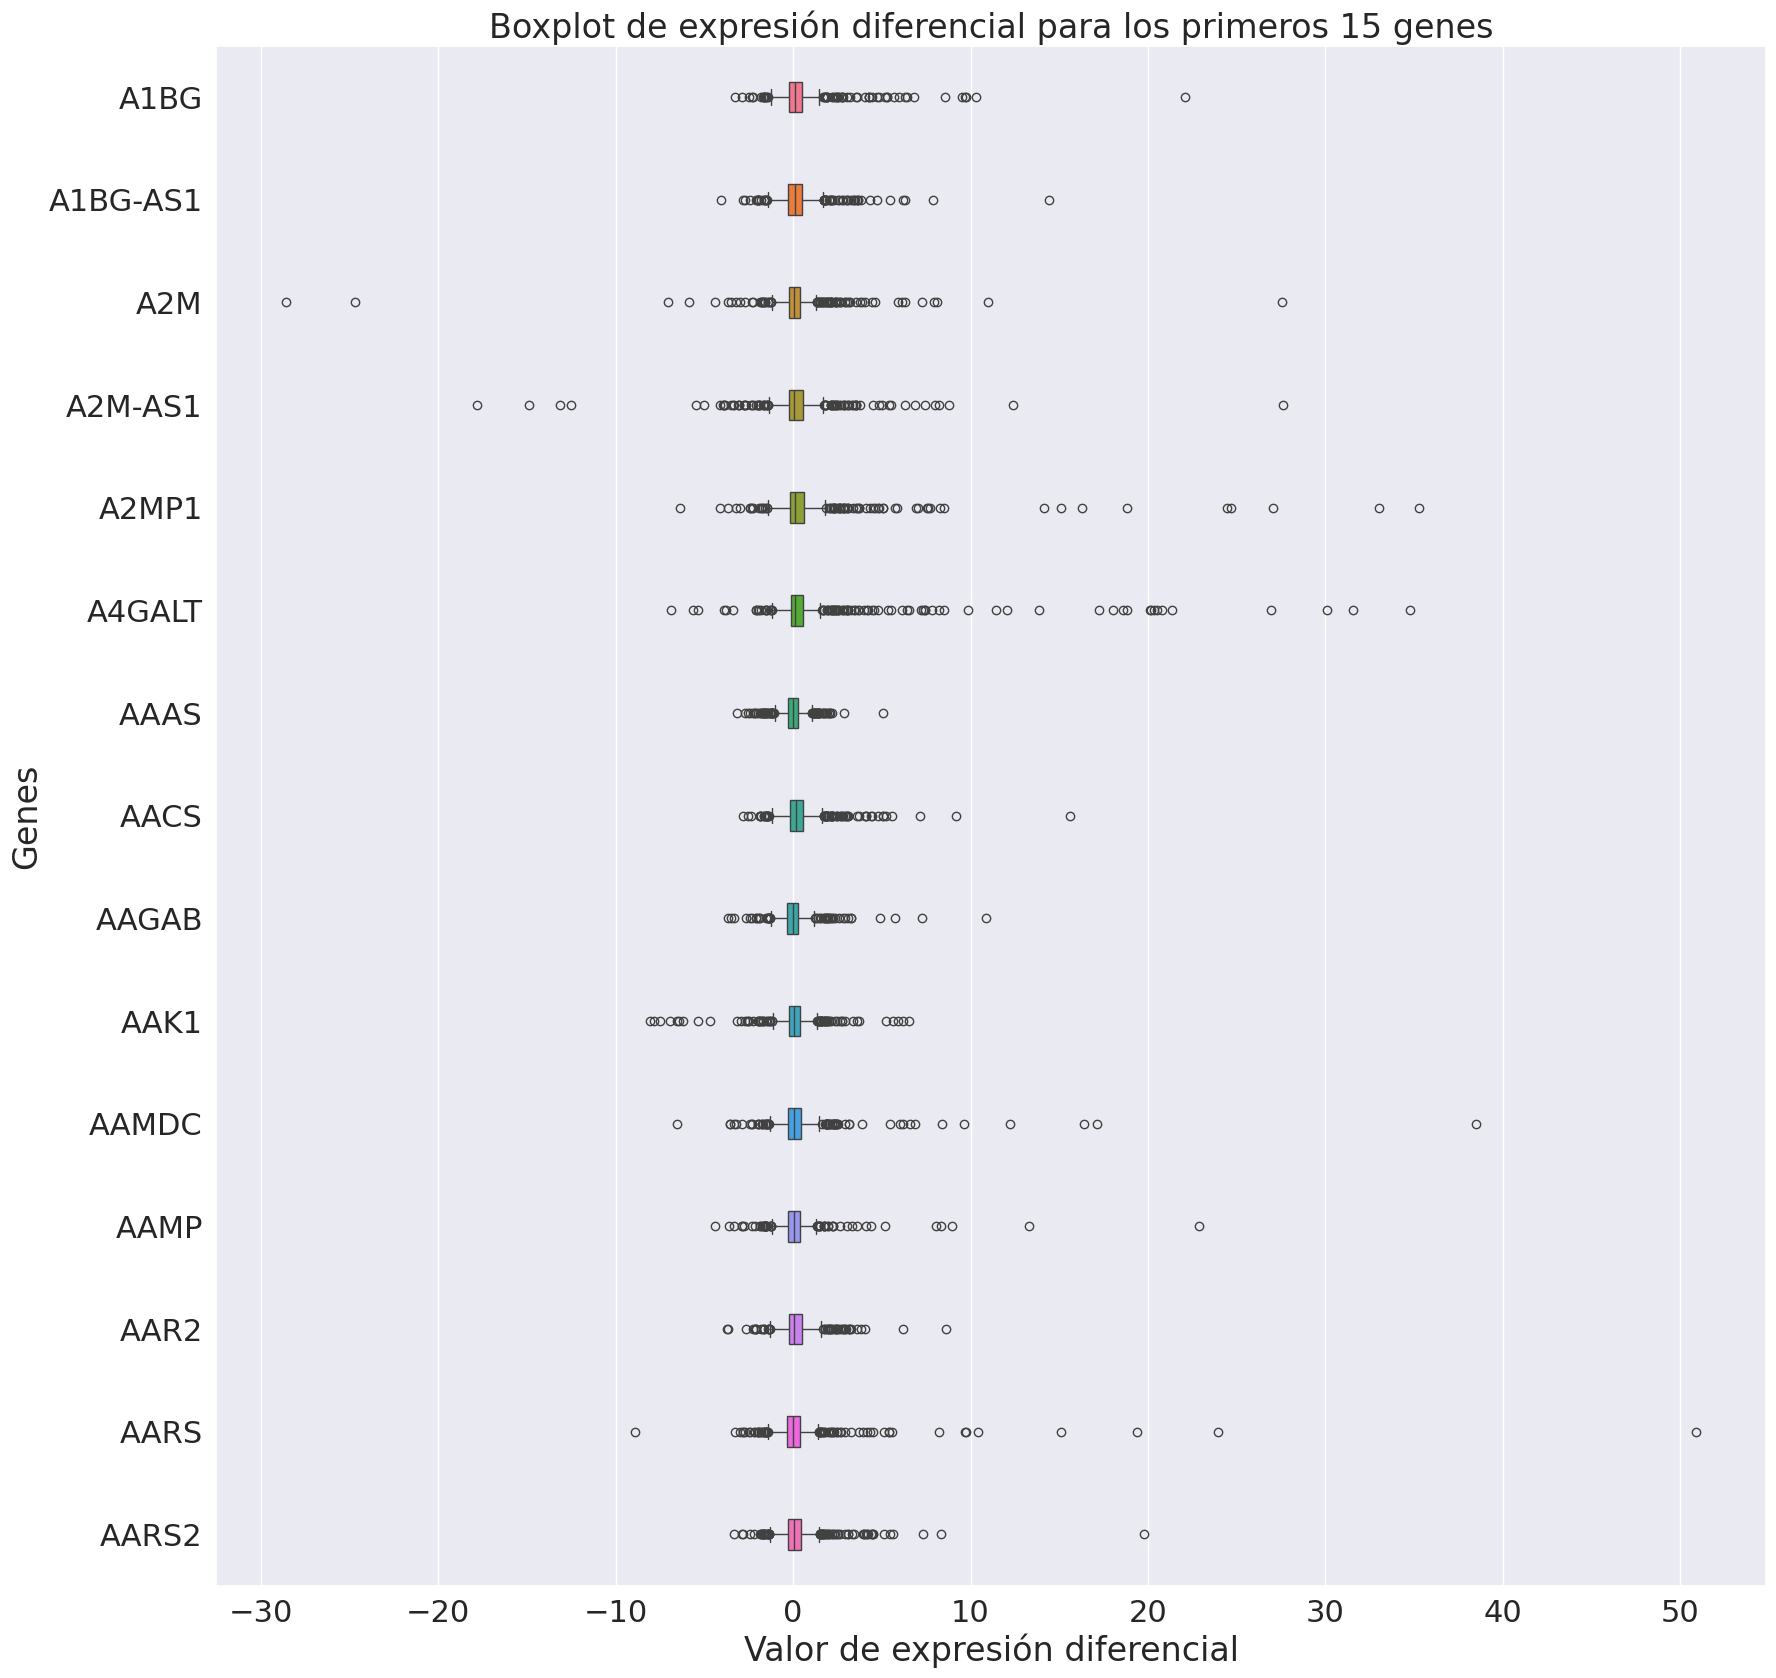 Boxplot de expresión diferencial para los primeros 15 genes
A1BG
A1BG-AS1
A2M
A2M-AS1
A2MP1
A4GALT
AAAS
AACS
AAGAB
AAK1
AAMDC
AAMP
AAR2
AARS
AARS2
Genes
−30 −20 −10 0 10 20 30 40 50
Valor de expresión diferencial